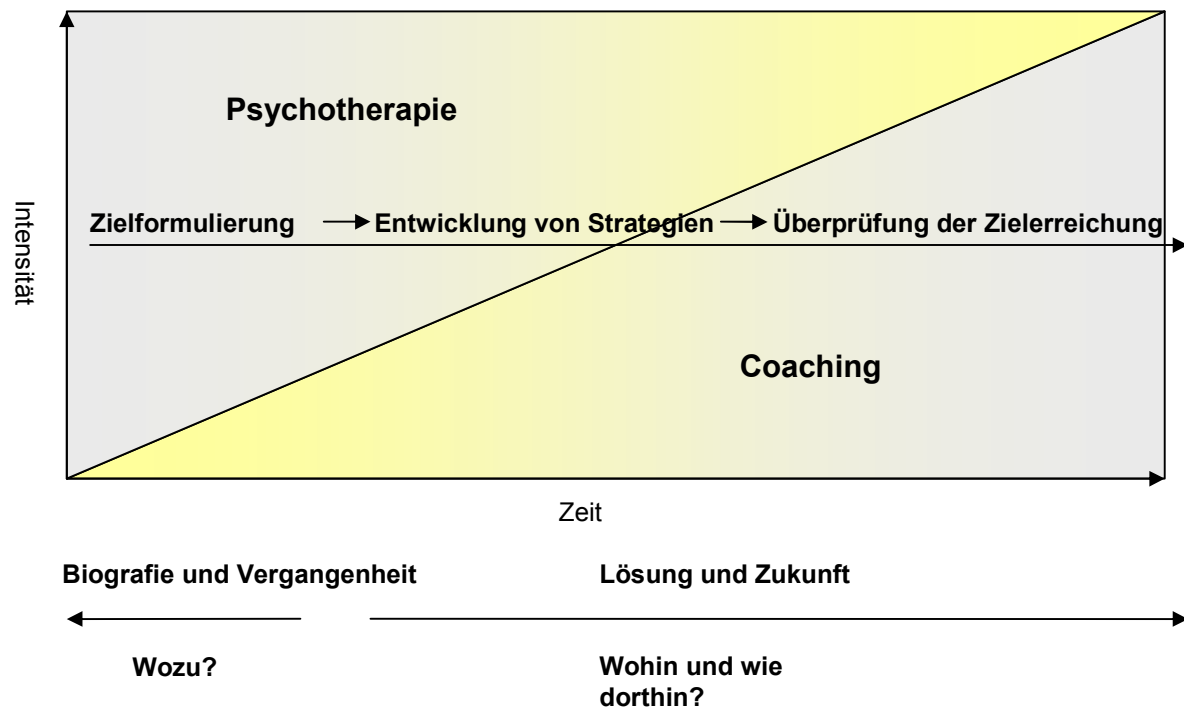 Psychotherapie
Intensität
Zielformulierung Entwicklung von Strategien Überprüfung der Zielerreichung
Coaching
Zeit
Biografie und Vergangenheit Lösung und Zukunft
Wozu? Wohin und wie
dorthin?